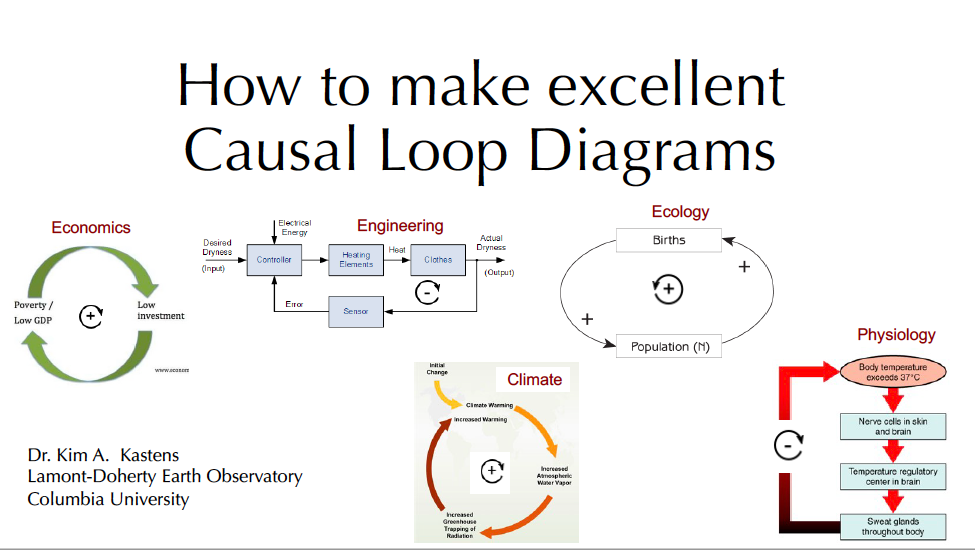 How to make excellent
Causal Loop Diagrams
Economics
Poverty /
Low GDP
Low
investment
+
www.econom
Engineering
Electrical
Energy
Desired
Dryness
(Input)
Controller
Heating
Elements
Heat
Clothes
Actual
Dryness
(Output)
-
Error
Sensor
Ecology
Births
+
+
+
Population (N)
Climate
Initial
Change
Climate Warming
Increased Warming
+
Increased
Atmospheric
Water Vapor
Increased
Greenhouse
Trapping of
Radiation
Physiology
Body temperature
exceeds 37°C
Nerve cells in skin
and brain
-
Temperature regulatory
center in brain
Sweat glands
throughout body
Dr. Kim A. Kastens
Lamont-Doherty Earth Observatory
Columbia University